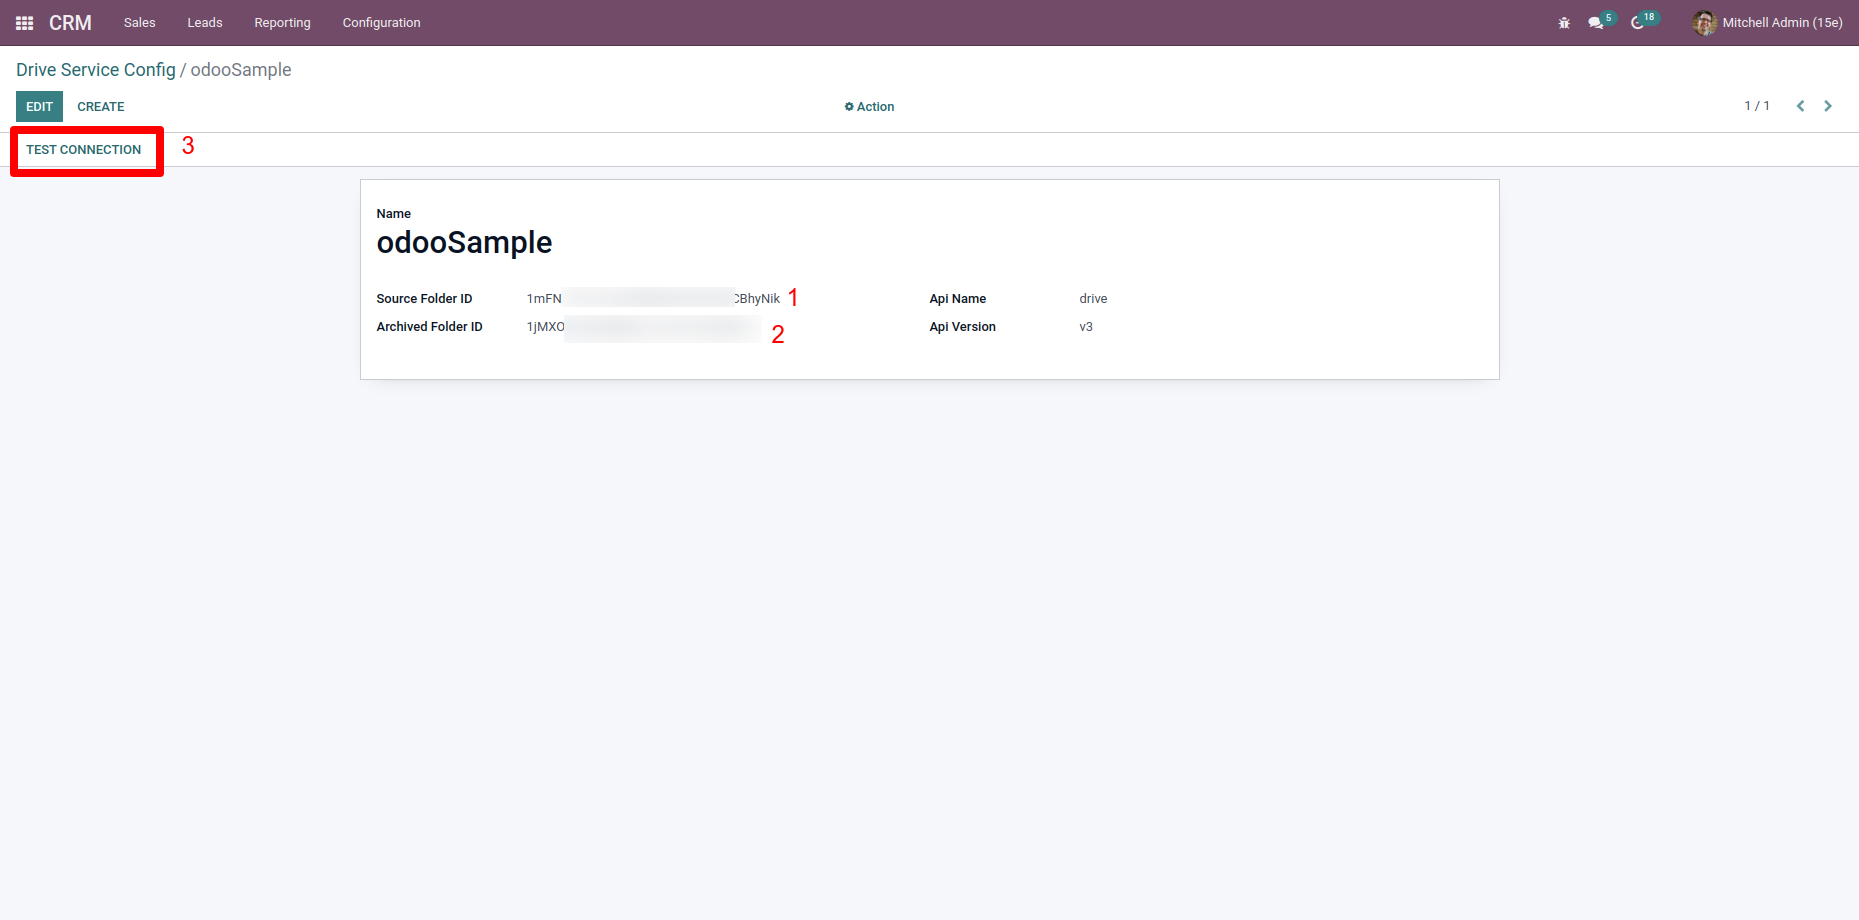 CRM Sales Leads Reporting Configuration 5 18 Mitchell Admin (15e)
Drive Service Config / odooSample
EDIT CREATE Action 1 / 1
TEST CONNECTION 3
Name
odooSample
Source Folder ID 1mFN CBhyNik 1 Api Name drive
Archived Folder ID 1jMXO 2 Api Version v3